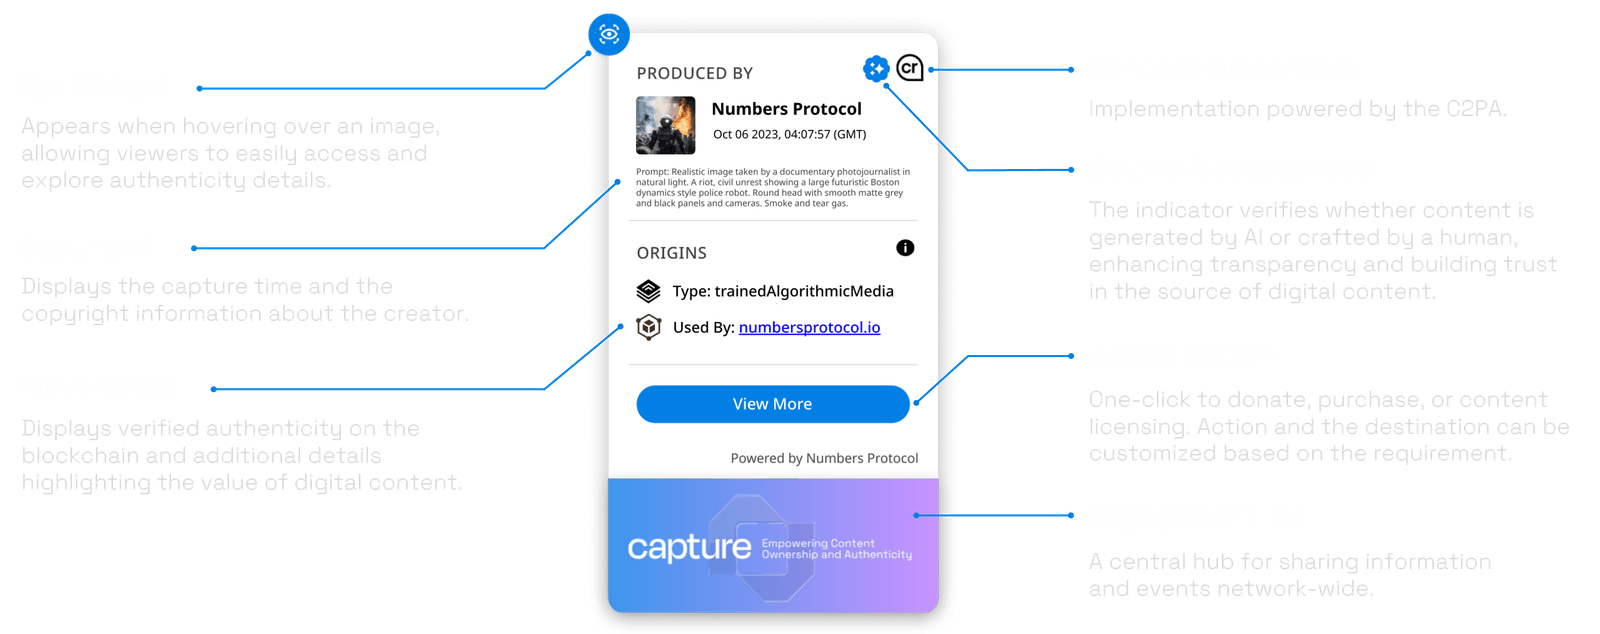 Appears when hovering over an image,
allowing viewers to easily access and
explore authenticity details.
Displays the capture time and the
copyright information about the creator.
Displays verified authenticity on the
blockchain and additional details
highlighting the value of digital content.
PRODUCED BY
cr
Numbers Protocol
Oct 06 2023, 04:07:57 (GMT)
Prompt: Realistic image taken by a documentary photojournalist in
natural light. A riot, civil unrest showing a large futuristic Boston
dynamics style police robot. Round head with smooth matte grey
and black panels and cameras. Smoke and tear gas.
ORIGINS
i
Type: trainedAlgorithmicMedia
Used By: numbersprotocol.io
View More
Powered by Numbers Protocol
capture
Empowering Content
Ownership and Authenticity
Implementation powered by the C2PA.
The indicator verifies whether content is
generated by AI or crafted by a human,
enhancing transparency and building trust
in the source of digital content.
One-click to donate, purchase, or content
licensing. Action and the destination can be
customized based on the requirement.
A central hub for sharing information
and events network-wide.